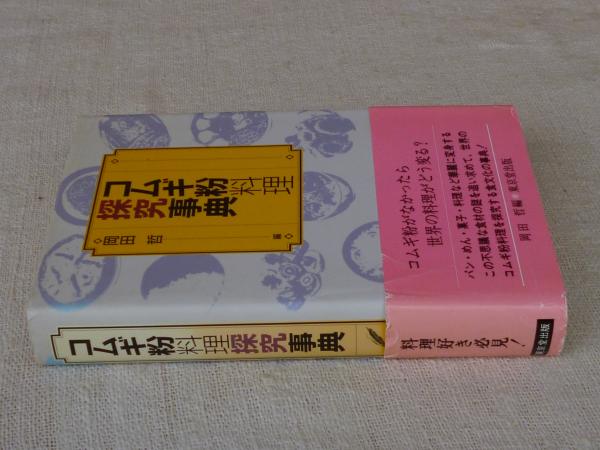 コムギ粉料理
探究事典
岡田 哲 編
コムギ粉がなかったら
世界の料理がどう変る?
パン・めん・菓子・料理など華麗に変身する
この不思議な食材の謎を追い求めて、世界の
コムギ粉料理を探究する食文化の事典!
岡田 哲編・東京堂出版
コムギ粉料理探究事典
料理好き必見!
東京堂出版